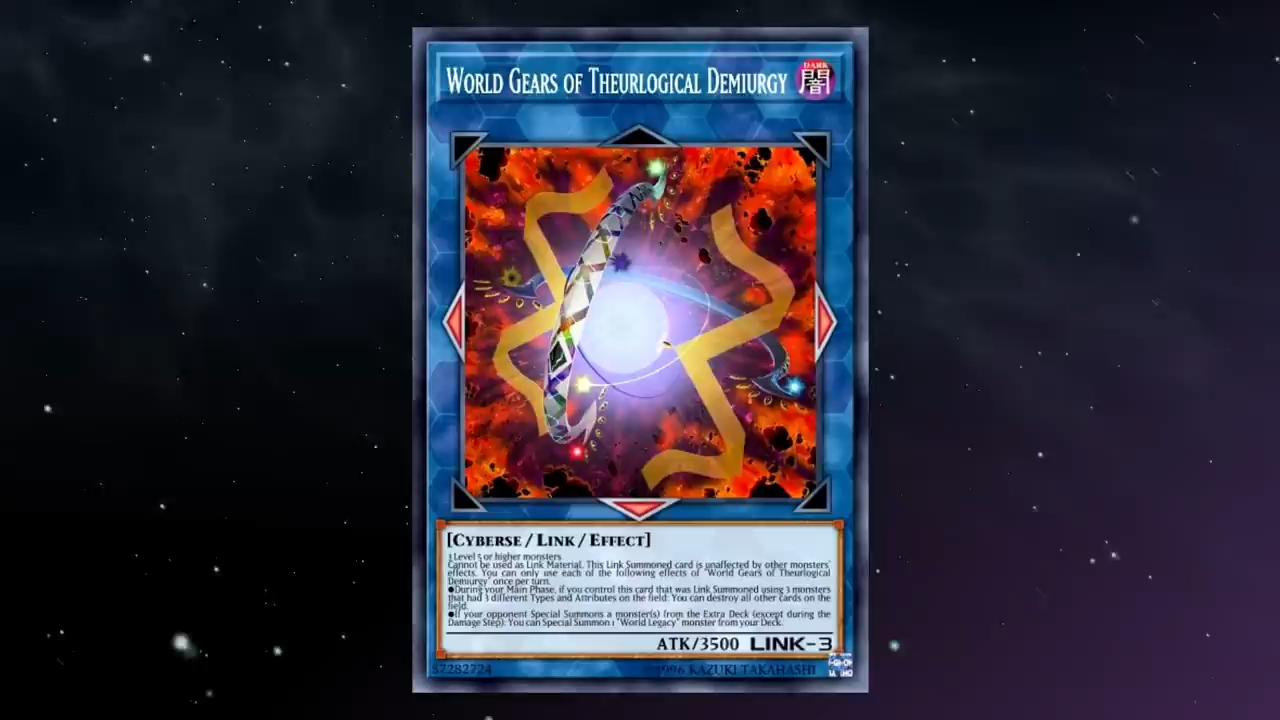 WORLD GEARS OF THEURLOGICAL DEMIURGY
DARK
闇
[CYBERSE / LINK / EFFECT]
3 Level 5 or higher monsters
Cannot be used as Link Material. This Link Summoned card is unaffected by other monsters'
effects. You can only use each of the following effects of "World Gears of Theurlogical
Demiurgy" once per turn.
●During your Main Phase, if you control this card that was Link Summoned using 3 monsters
that had 3 different Types and Attributes on the field: You can destroy all other cards on the
field.
●If your opponent Special Summons a monster(s) from the Extra Deck (except during the
Damage Step): You can Special Summon 1 "World Legacy" monster from your Deck.
ATK/3500 LINK-3
57282724
©1996 KAZUKI TAKAHASHI